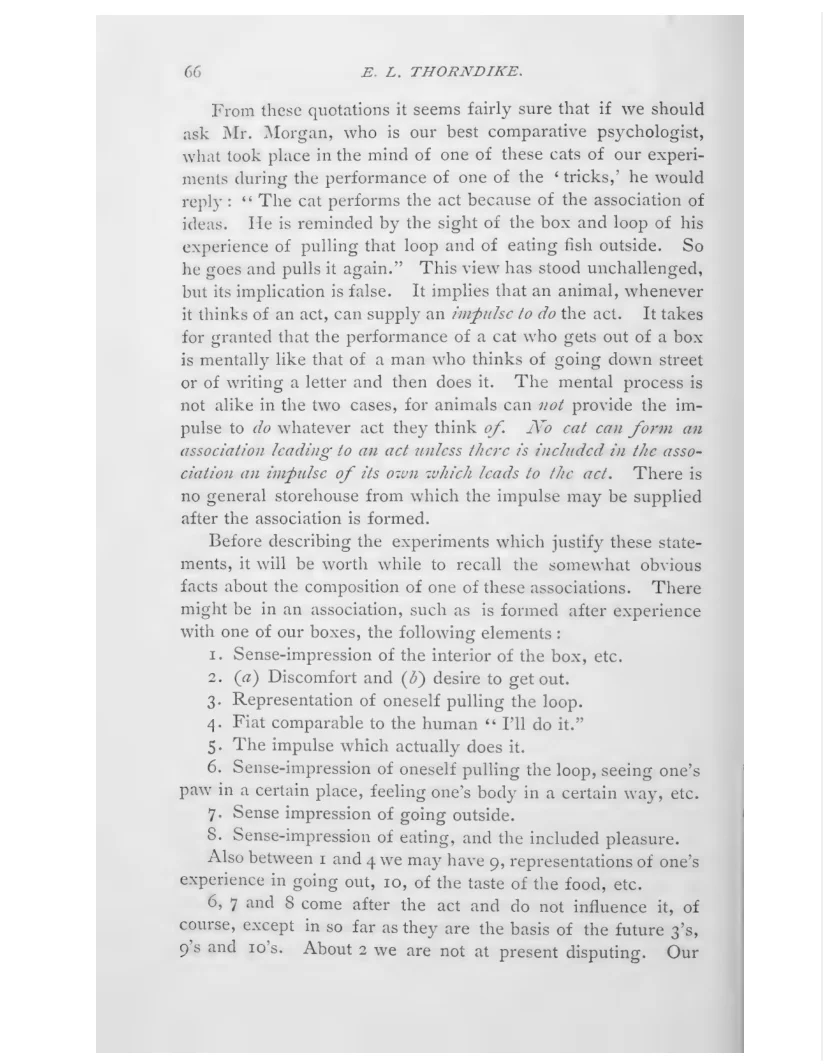 66 E. L. THORNDIKE.
From these quotations it seems fairly sure that if we should
ask Mr. Morgan, who is our best comparative psychologist,
what took place in the mind of one of these cats of our experi-
ments during the performance of one of the ‘ tricks,’ he would
reply : “ The cat performs the act because of the association of
ideas. He is reminded by the sight of the box and loop of his
experience of pulling that loop and of eating fish outside. So
he goes and pulls it again.” This view has stood unchallenged,
but its implication is false. It implies that an animal, whenever
it thinks of an act, can supply an impulse to do the act. It takes
for granted that the performance of a cat who gets out of a box
is mentally like that of a man who thinks of going down street
or of writing a letter and then does it. The mental process is
not alike in the two cases, for animals can not provide the im-
pulse to do whatever act they think of. No cat can form an
association leading to an act unless there is included in the asso-
ciation an impulse of its own which leads to the act. There is
no general storehouse from which the impulse may be supplied
after the association is formed.
Before describing the experiments which justify these state-
ments, it will be worth while to recall the somewhat obvious
facts about the composition of one of these associations. There
might be in an association, such as is formed after experience
with one of our boxes, the following elements :
1. Sense-impression of the interior of the box, etc.
2. (a) Discomfort and (b) desire to get out.
3. Representation of oneself pulling the loop.
4. Fiat comparable to the human “ I’ll do it.”
5. The impulse which actually does it.
6. Sense-impression of oneself pulling the loop, seeing one’s
paw in a certain place, feeling one’s body in a certain way, etc.
7. Sense impression of going outside.
8. Sense-impression of eating, and the included pleasure.
Also between 1 and 4 we may have 9, representations of one’s
experience in going out, 10, of the taste of the food, etc.
6, 7 and 8 come after the act and do not influence it, of
course, except in so far as they are the basis of the future 3’s,
9’s and 10’s. About 2 we are not at present disputing. Our